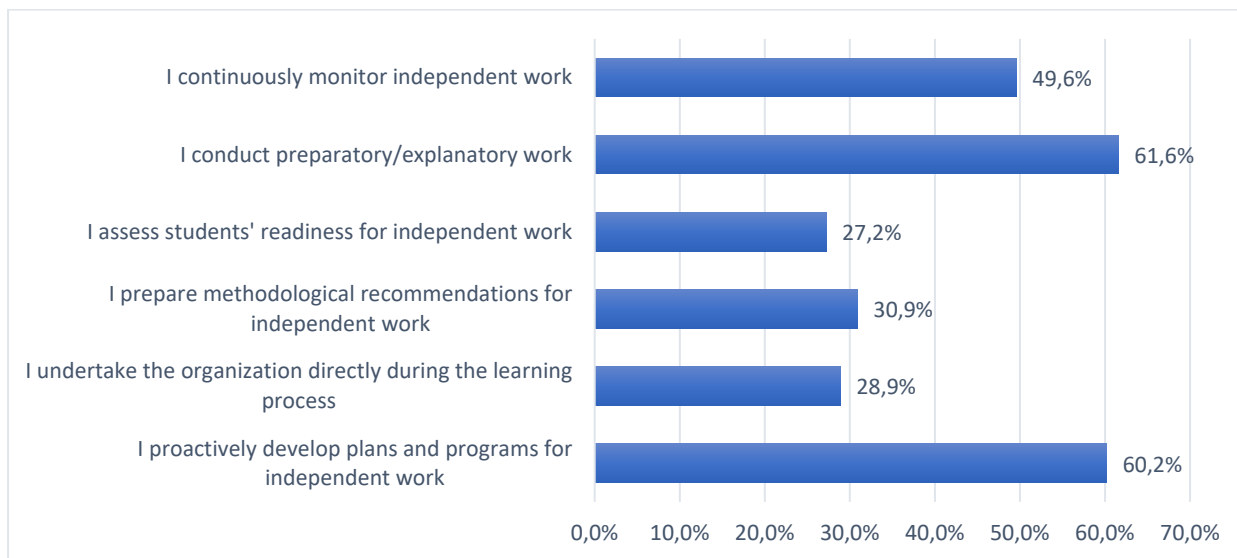 I continuously monitor independent work
49,6%
I conduct preparatory/explanatory work
61,6%
I assess students' readiness for independent work
27,2%
I prepare methodological recommendations for
independent work
30,9%
I undertake the organization directly during the learning
process
28,9%
I proactively develop plans and programs for
independent work
60,2%
0,0% 10,0% 20,0% 30,0% 40,0% 50,0% 60,0% 70,0%